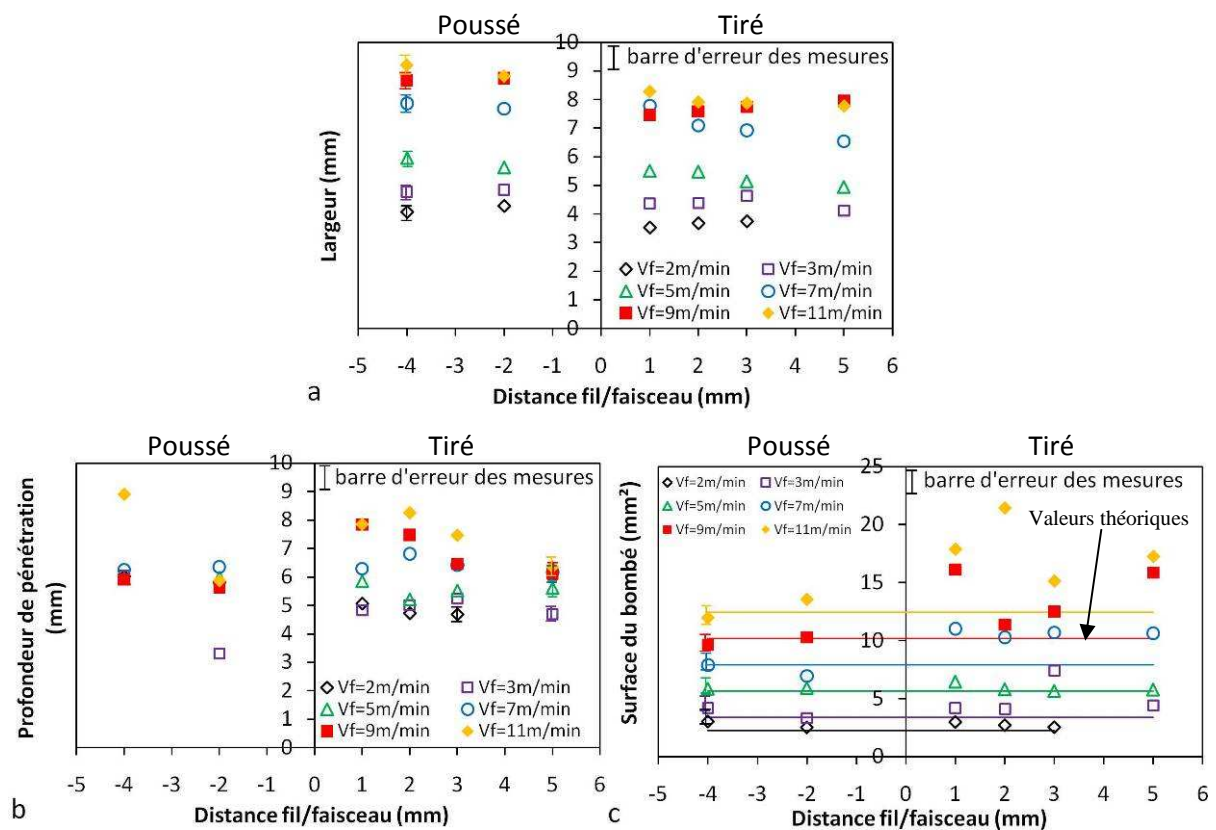 Poussé Tiré
10
9
8
7
6
5
4
3
2
1
0
barre d'erreur des mesures
Largeur (mm)
Vf=2m/min Vf=3m/min
Vf=5m/min Vf=7m/min
Vf=9m/min Vf=11m/min
-5 -4 -3 -2 -1 0 1 2 3 4 5 6
Distance fil/faisceau (mm)
a
Poussé Tiré
10
9
8
7
6
5
4
3
2
1
0
barre d'erreur des mesures
Profondeur de pénétration
(mm)
Vf=2m/min Vf=3m/min
Vf=5m/min Vf=7m/min
Vf=9m/min Vf=11m/min
-5 -4 -3 -2 -1 0 1 2 3 4 5 6
Distance fil/faisceau (mm)
b
Poussé Tiré
25
20
15
10
5
0
barre d'erreur des mesures
Valeurs théoriques
Surface du bombé (mm²)
Vf=2m/min Vf=3m/min
Vf=5m/min Vf=7m/min
Vf=9m/min Vf=11m/min
-5 -4 -3 -2 -1 0 1 2 3 4 5 6
Distance fil/faisceau (mm)
c